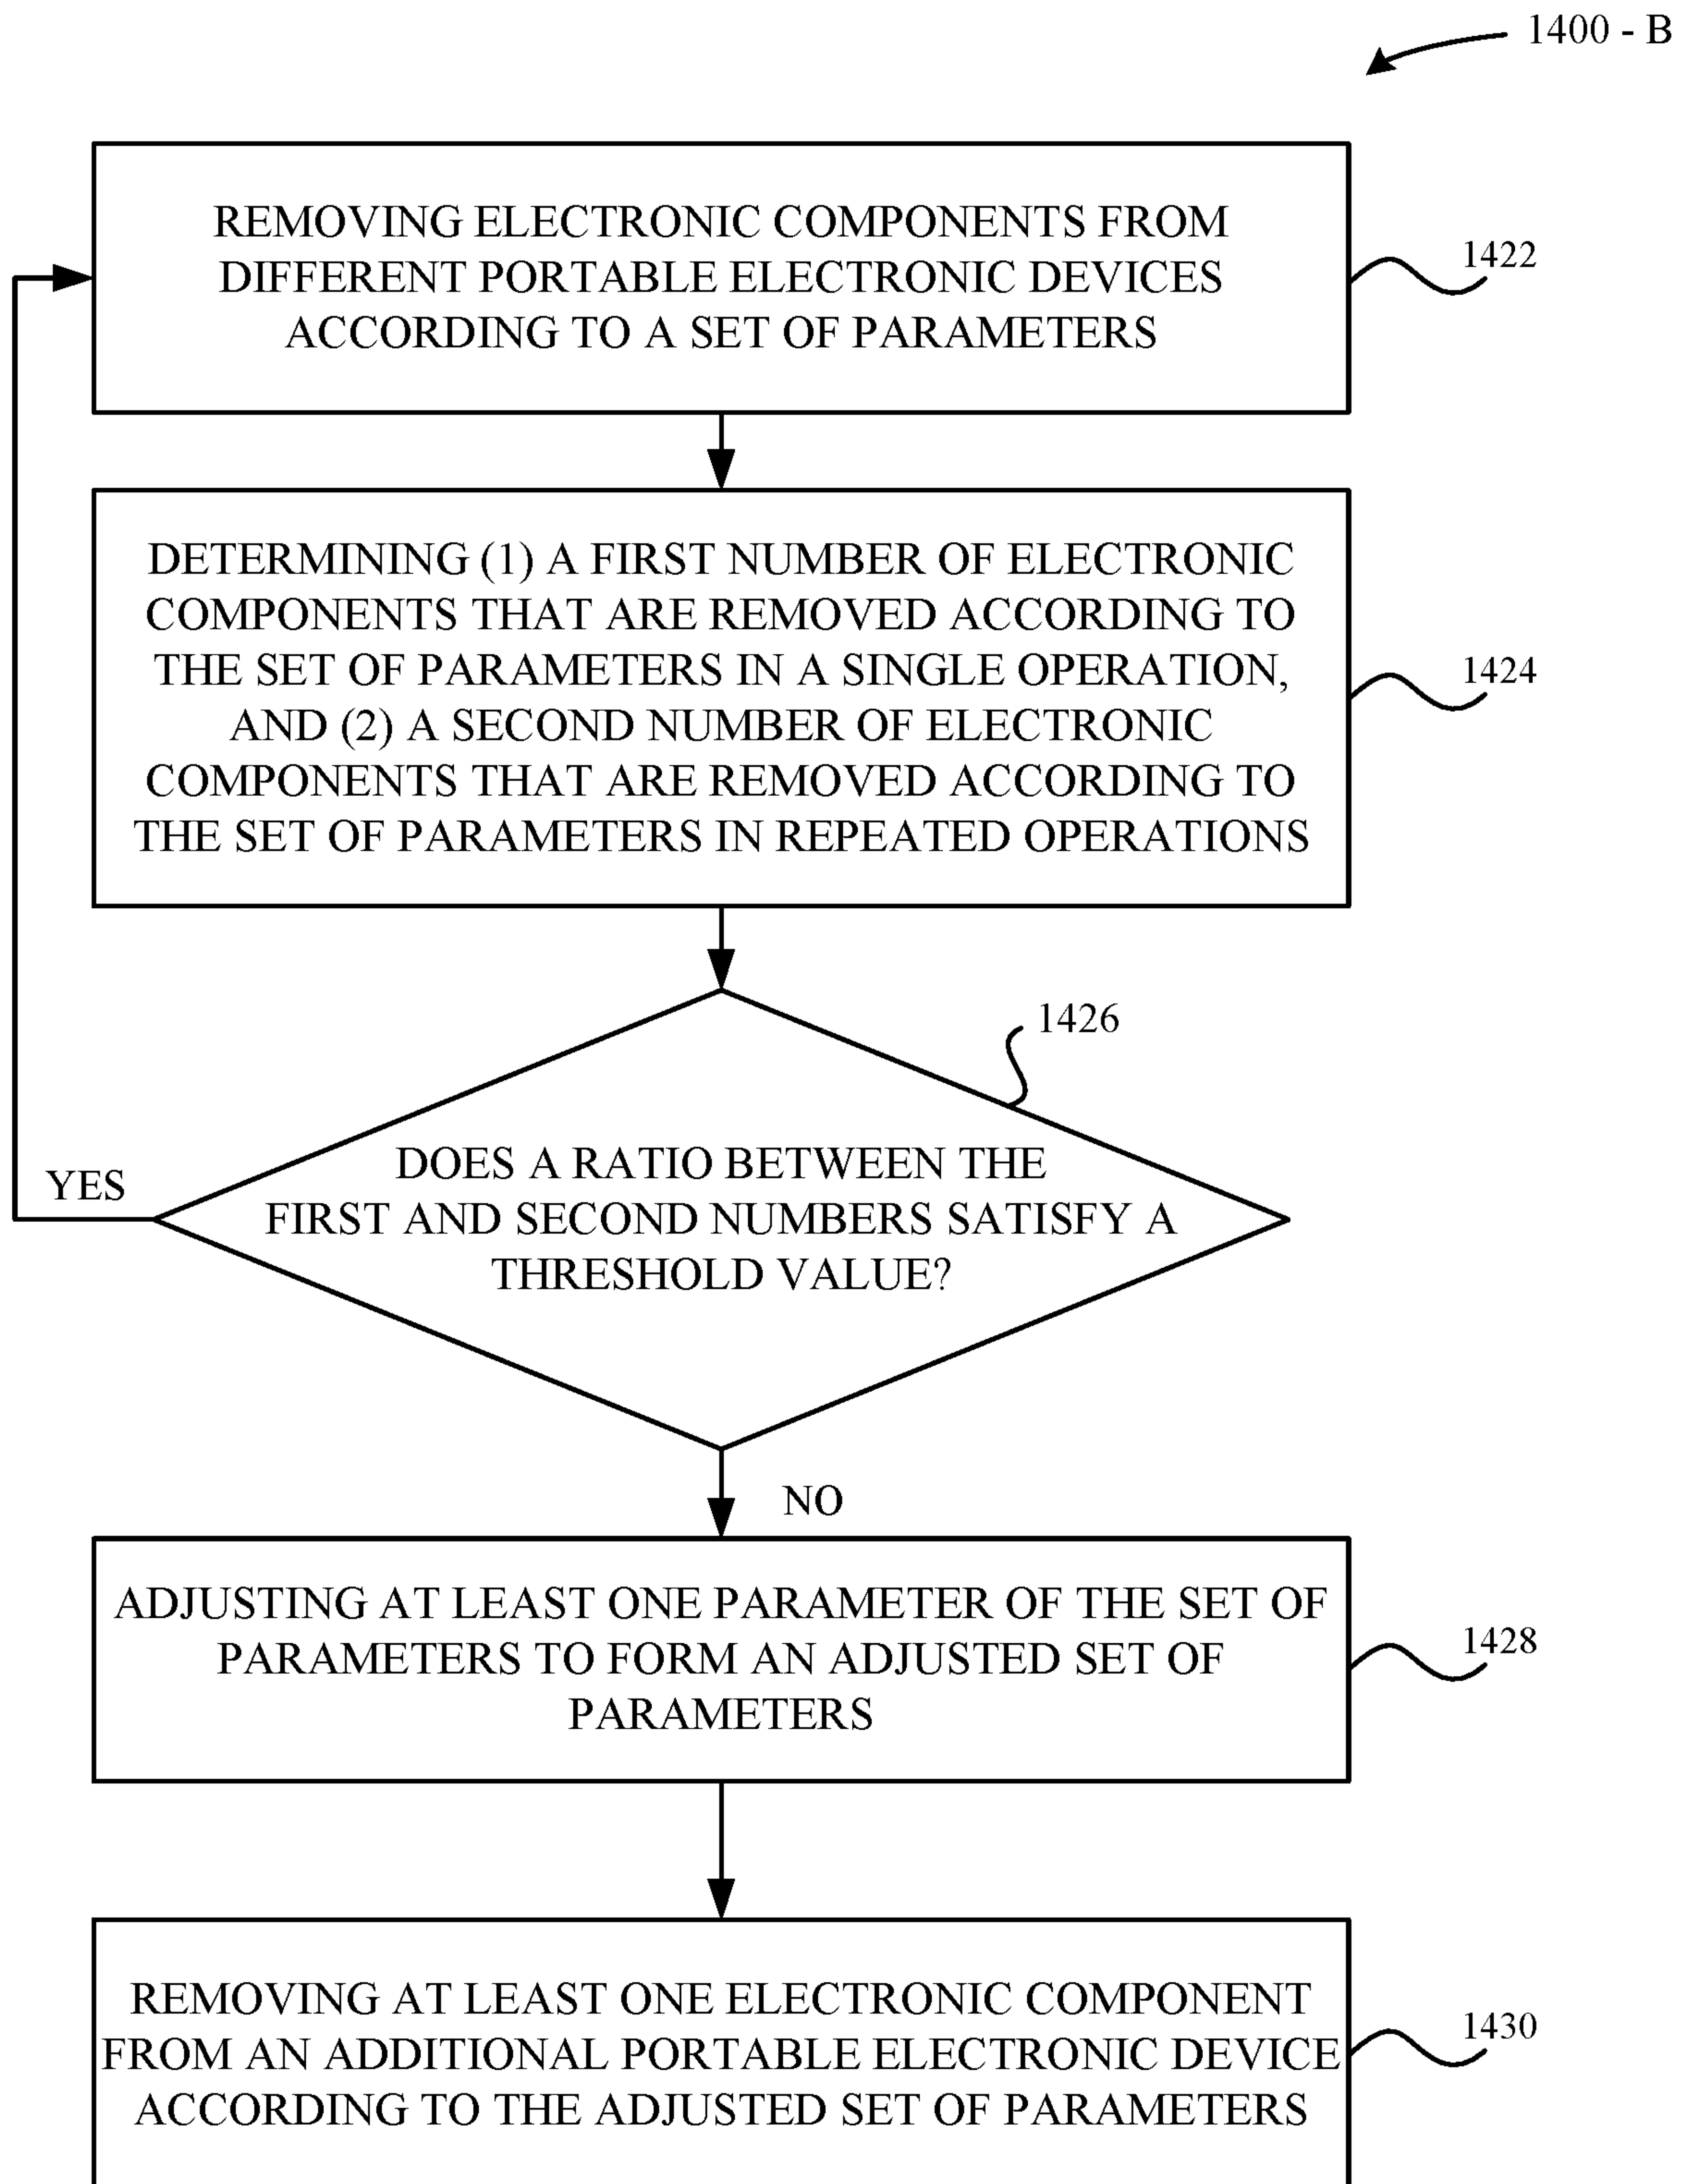 1400 - B
REMOVING ELECTRONIC COMPONENTS FROM
DIFFERENT PORTABLE ELECTRONIC DEVICES
ACCORDING TO A SET OF PARAMETERS
1422
DETERMINING (1) A FIRST NUMBER OF ELECTRONIC
COMPONENTS THAT ARE REMOVED ACCORDING TO
THE SET OF PARAMETERS IN A SINGLE OPERATION,
AND (2) A SECOND NUMBER OF ELECTRONIC
COMPONENTS THAT ARE REMOVED ACCORDING TO
THE SET OF PARAMETERS IN REPEATED OPERATIONS
1424
1426
DOES A RATIO BETWEEN THE
FIRST AND SECOND NUMBERS SATISFY A
THRESHOLD VALUE?
YES
NO
ADJUSTING AT LEAST ONE PARAMETER OF THE SET OF
PARAMETERS TO FORM AN ADJUSTED SET OF
PARAMETERS
1428
REMOVING AT LEAST ONE ELECTRONIC COMPONENT
FROM AN ADDITIONAL PORTABLE ELECTRONIC DEVICE
ACCORDING TO THE ADJUSTED SET OF PARAMETERS
1430